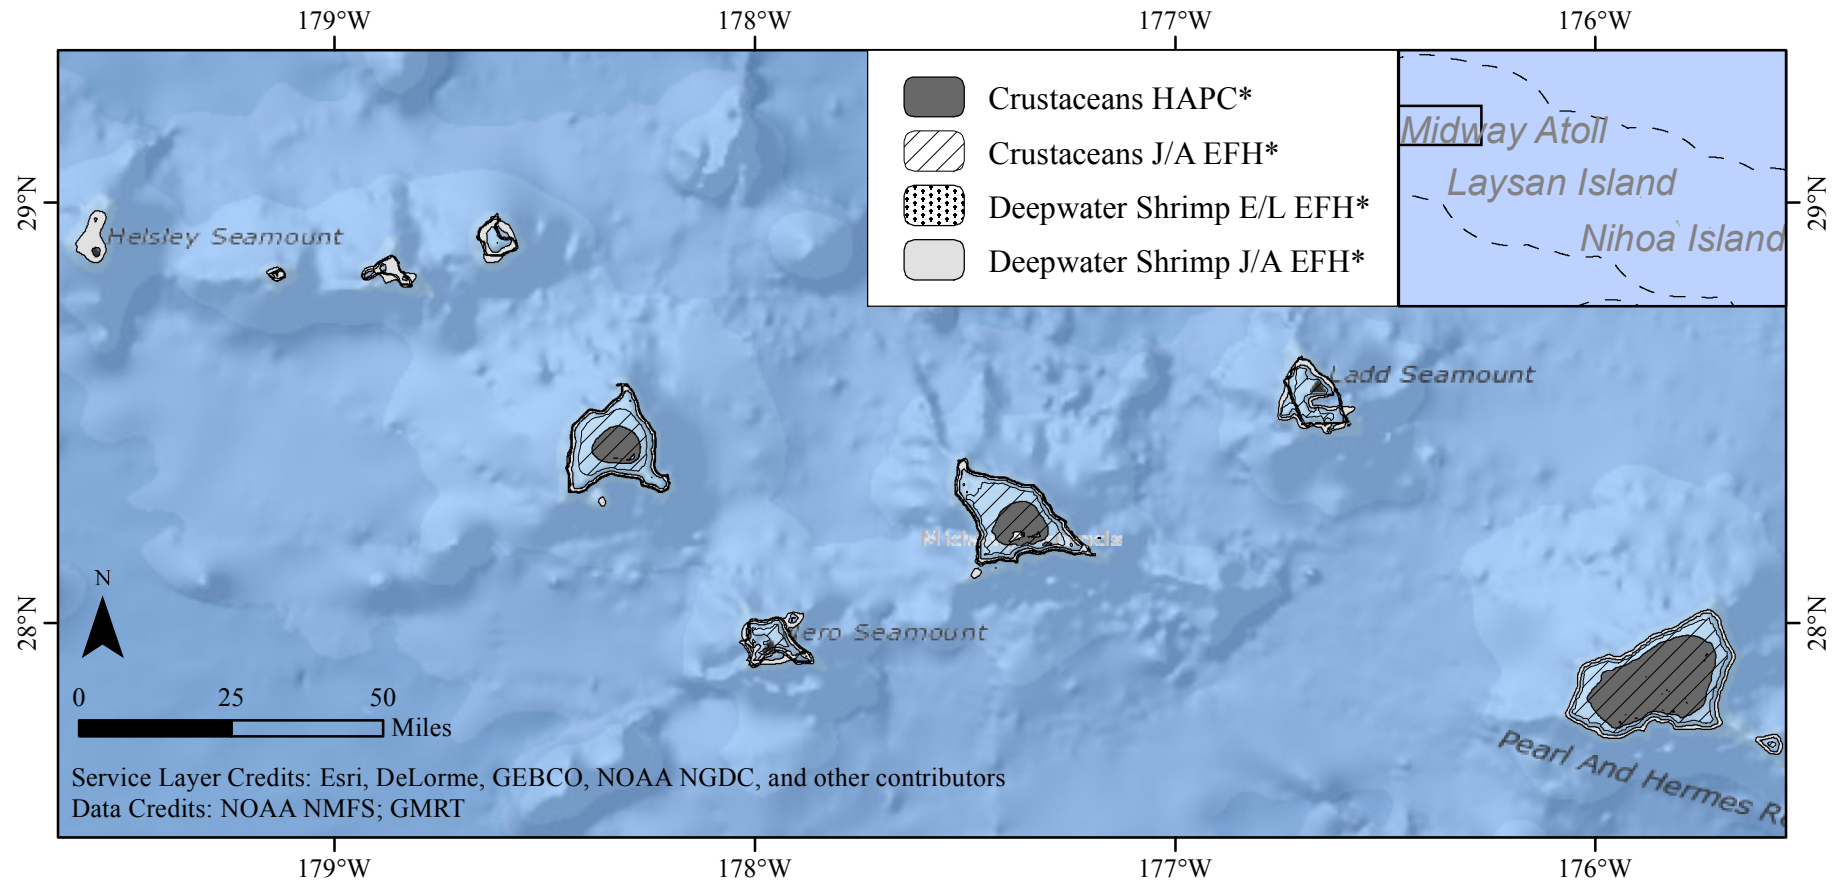 179°W 178°W 177°W 176°W
Crustaceans HAPC*
Crustaceans J/A EFH*
Deepwater Shrimp E/L EFH*
Deepwater Shrimp J/A EFH*
Midway Atoll
Laysan Island
Nihoa Island
29°N 29°N
Helsley Seamount
Ladd Seamount
28°N 28°N
Nero Seamount
Pearl And Hermes
N
0 25 50
Miles
Service Layer Credits: Esri, DeLorme, GEBCO, NOAA NGDC, and other contributors
Data Credits: NOAA NMFS; GMRT
179°W 178°W 177°W 176°W